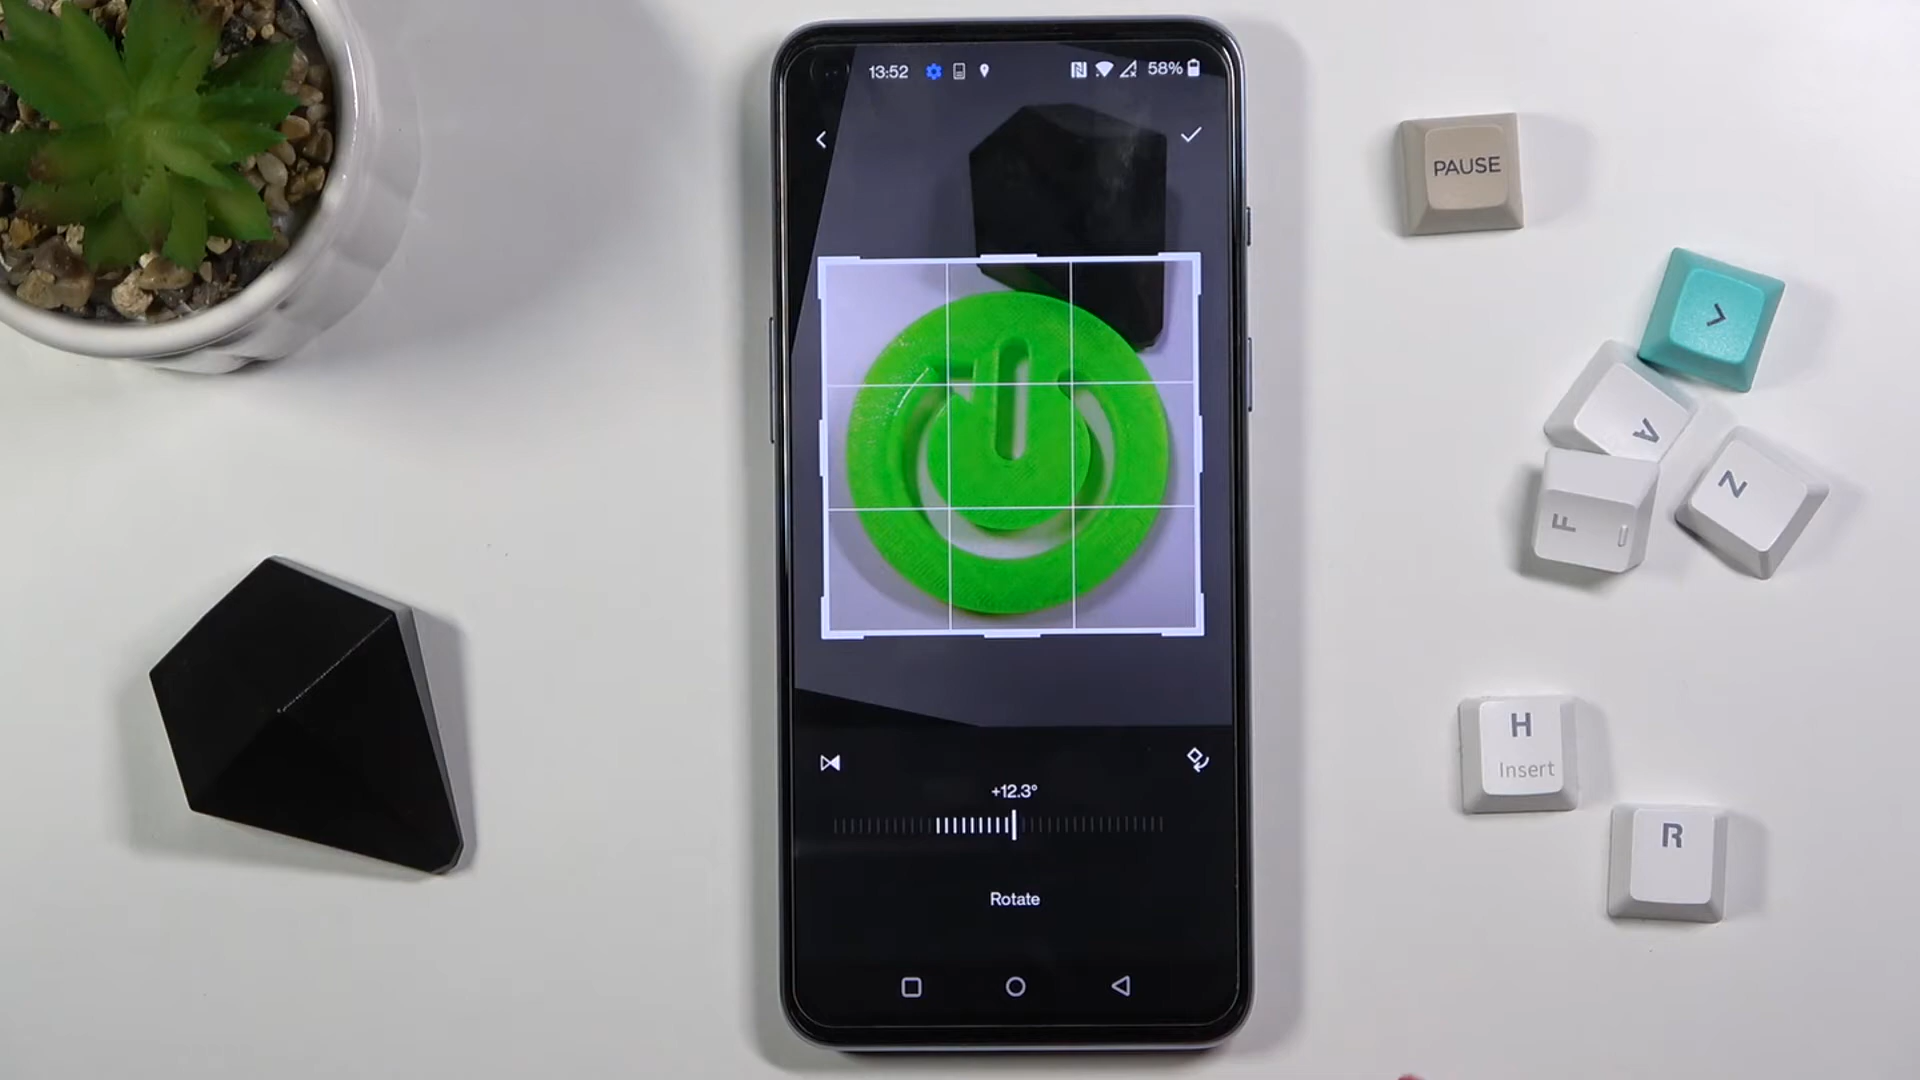 13:52 58%
PAUSE
>
A
F
Z
+12.3°
H
Insert
R
Rotate